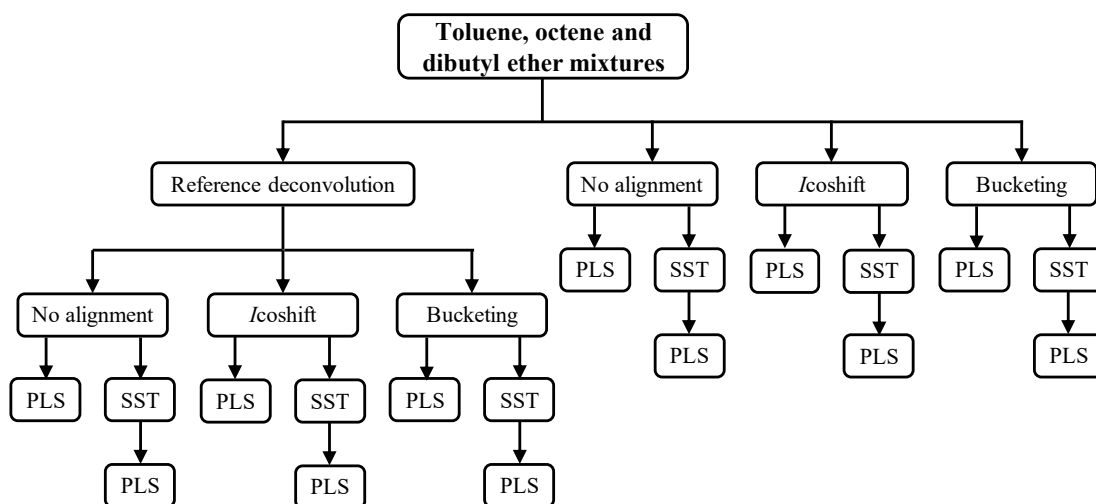 Toluene, octene and
dibutyl ether mixtures
Reference deconvolution
No alignment
Icoshift
Bucketing
PLS
SST
PLS
SST
PLS
SST
PLS
PLS
PLS
No alignment
Icoshift
Bucketing
PLS
SST
PLS
SST
PLS
SST
PLS
PLS
PLS